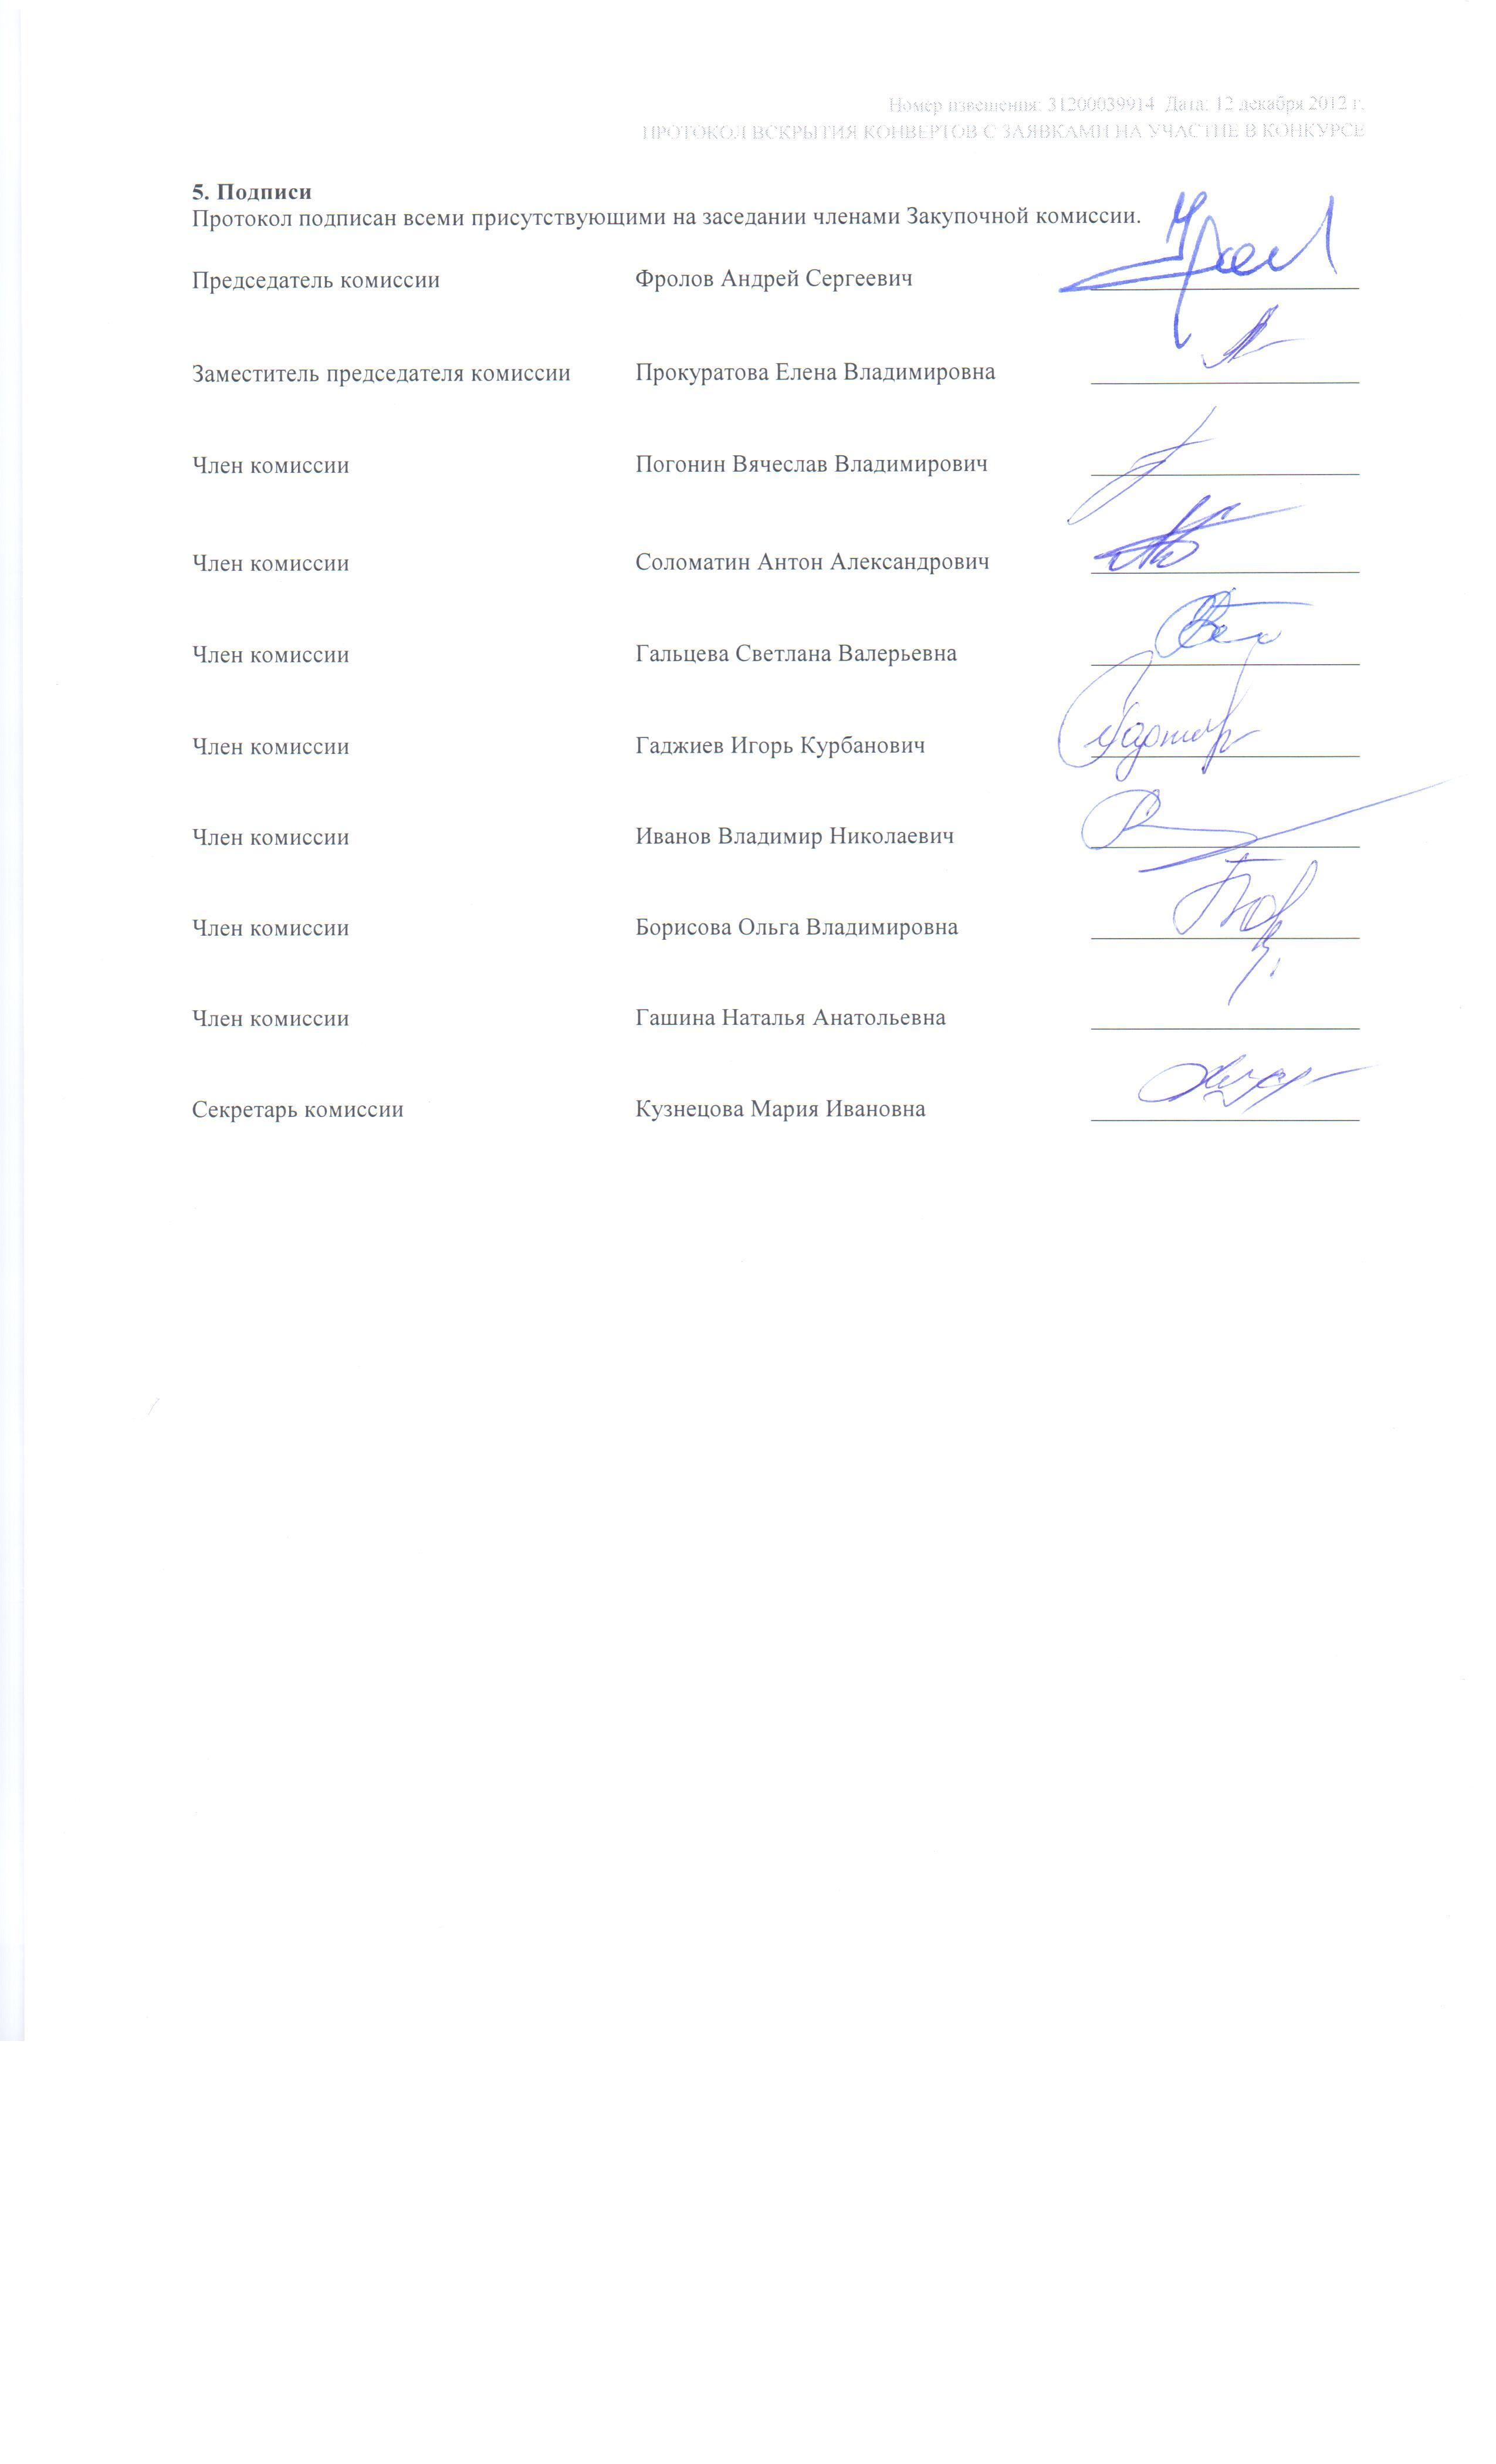 Номер извещения: 31200039914 Дата: 12 декабря 2012 г.
ПРОТОКОЛ ВСКРЫТИЯ КОНВЕРТОВ С ЗАЯВКАМИ НА УЧАСТИЕ В КОНКУРСЕ
5. Подписи
Протокол подписан всеми присутствующими на заседании членами Закупочной комиссии.
Председатель комиссии Фролов Андрей Сергеевич
Заместитель председателя комиссии Прокуратова Елена Владимировна
Член комиссии Погонин Вячеслав Владимирович
Член комиссии Соломатин Антон Александрович
Член комиссии Гальцева Светлана Валерьевна
Член комиссии Гаджиев Игорь Курбанович
Член комиссии Иванов Владимир Николаевич
Член комиссии Борисова Ольга Владимировна
Член комиссии Гашина Наталья Анатольевна
Секретарь комиссии Кузнецова Мария Ивановна